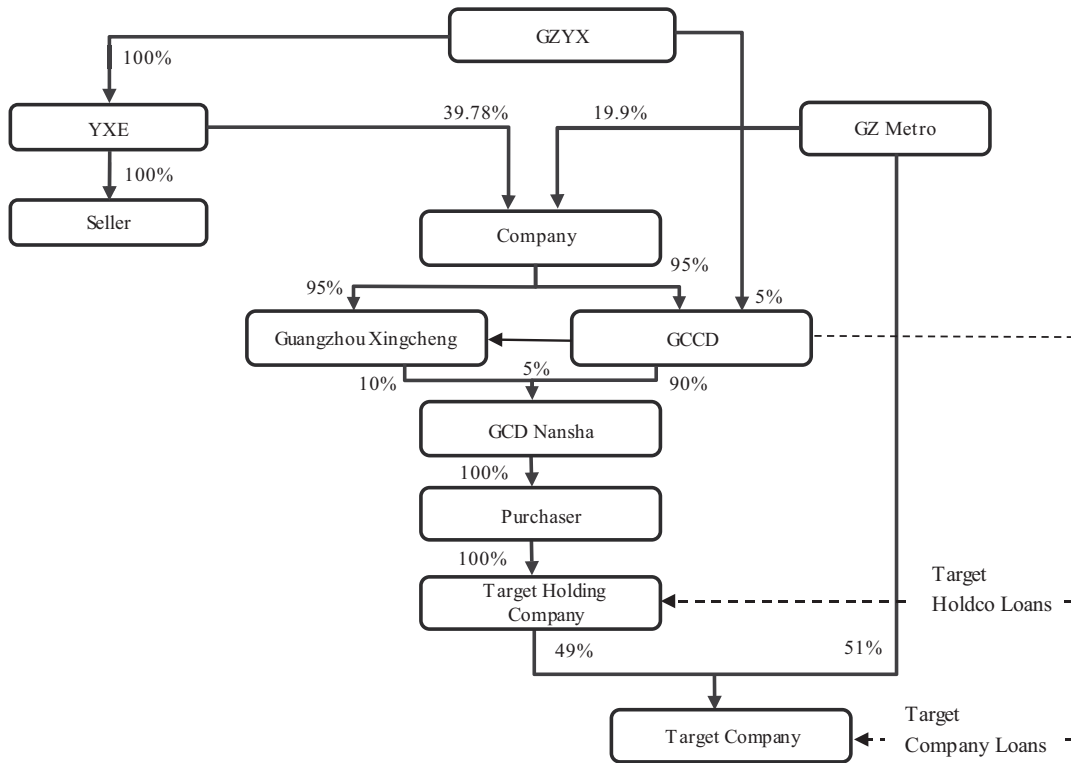 GZYX
100%
YXE
39.78%
19.9%
GZ Metro
100%
Seller
Company
95%
95%
5%
Guangzhou Xingcheng
GCCD
10%
5%
90%
GCD Nansha
100%
Purchaser
100%
Target Holding
Company
Target
Holdco Loans
49%
51%
Target Company
Target
Company Loans